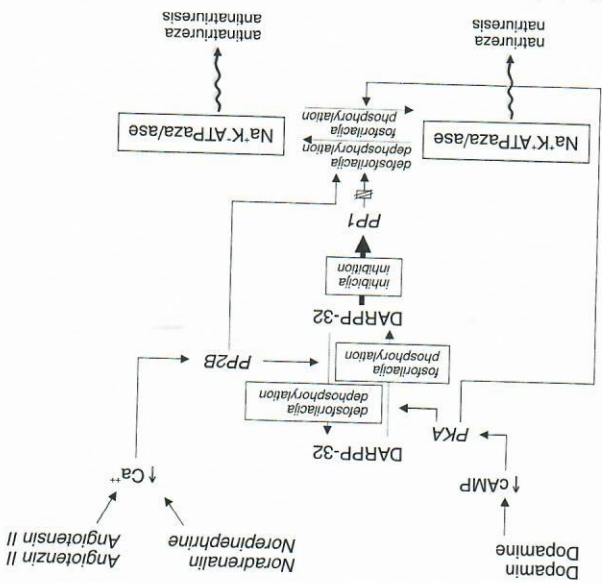 Dopamin
Dopamine
Noradrenalin
Norepinephrine
Angiotenzin II
Angiotensin II
↑cAMP
↑Ca⁺⁺
PKA
DARPP-32
defosforilacija
dephosphorylation
fosforilacija
phosphorylation
PP2B
DARPP-32
inhibicija
inhibition
PP1
Na⁺K⁺ATPaza/ase
defosforilacija
dephosphorylation
fosforilacija
phosphorylation
Na⁺K⁺ATPaza/ase
natriureza
natriuresis
antinatriureza
antinatriuresis